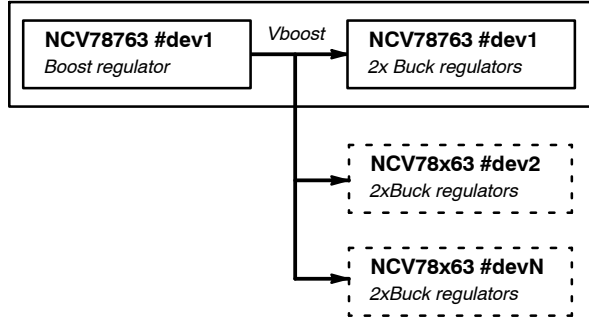 NCV78763 #dev1
Boost regulator
Vboost
NCV78763 #dev1
2x Buck regulators
NCV78x63 #dev2
2xBuck regulators
NCV78x63 #devN
2xBuck regulators